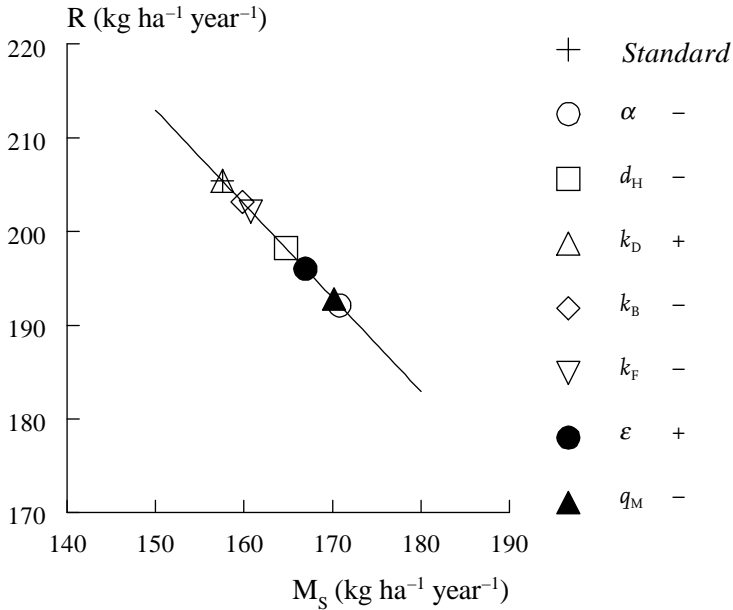 R (kg ha⁻¹ year⁻¹)
220
210
200
190
180
170
140 150 160 170 180 190
M_S (kg ha⁻¹ year⁻¹)
Standard
α −
d_H −
k_D +
k_B −
k_F −
ε +
q_M −